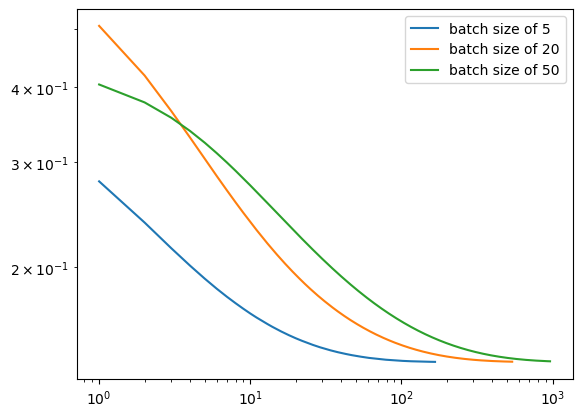 batch size of 5
batch size of 20
batch size of 50
4 × 10⁻¹
3 × 10⁻¹
2 × 10⁻¹
10⁰ 10¹ 10² 10³